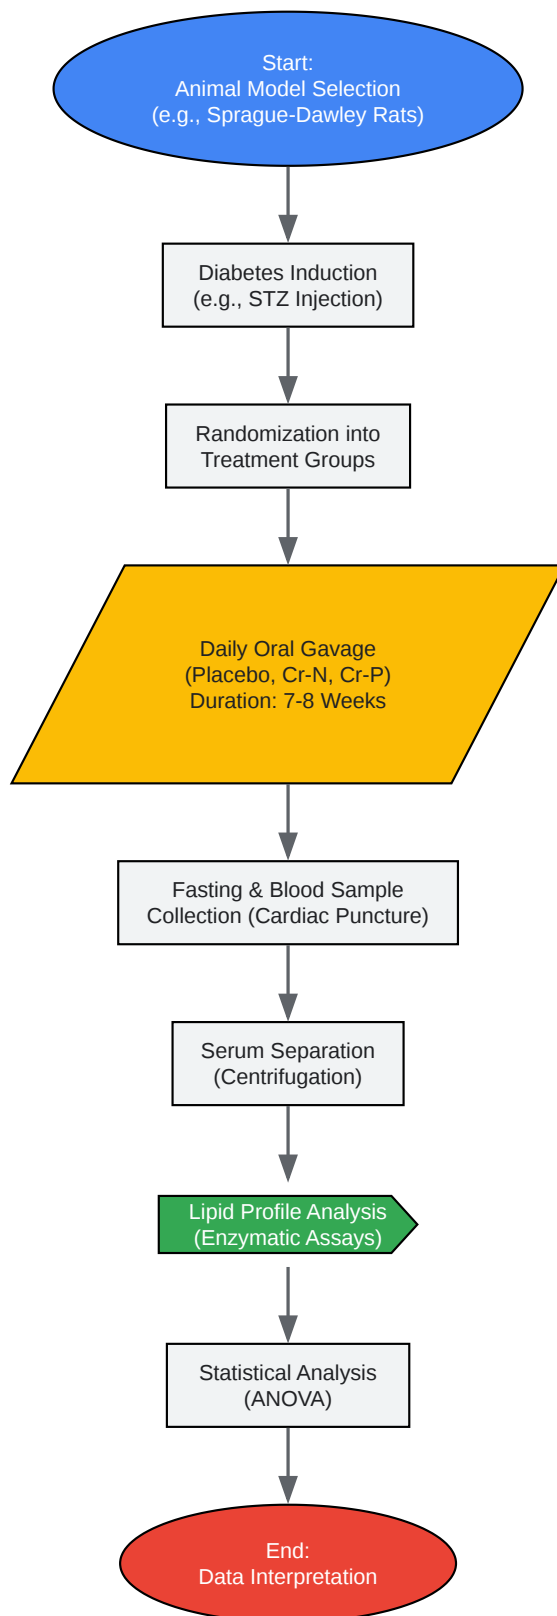 Start:
Animal Model Selection
(e.g., Sprague-Dawley Rats)
Diabetes Induction
(e.g., STZ Injection)
Randomization into
Treatment Groups
Daily Oral Gavage
(Placebo, Cr-N, Cr-P)
Duration: 7-8 Weeks
Fasting & Blood Sample
Collection (Cardiac Puncture)
Serum Separation
(Centrifugation)
Lipid Profile Analysis
(Enzymatic Assays)
Statistical Analysis
(ANOVA)
End:
Data Interpretation